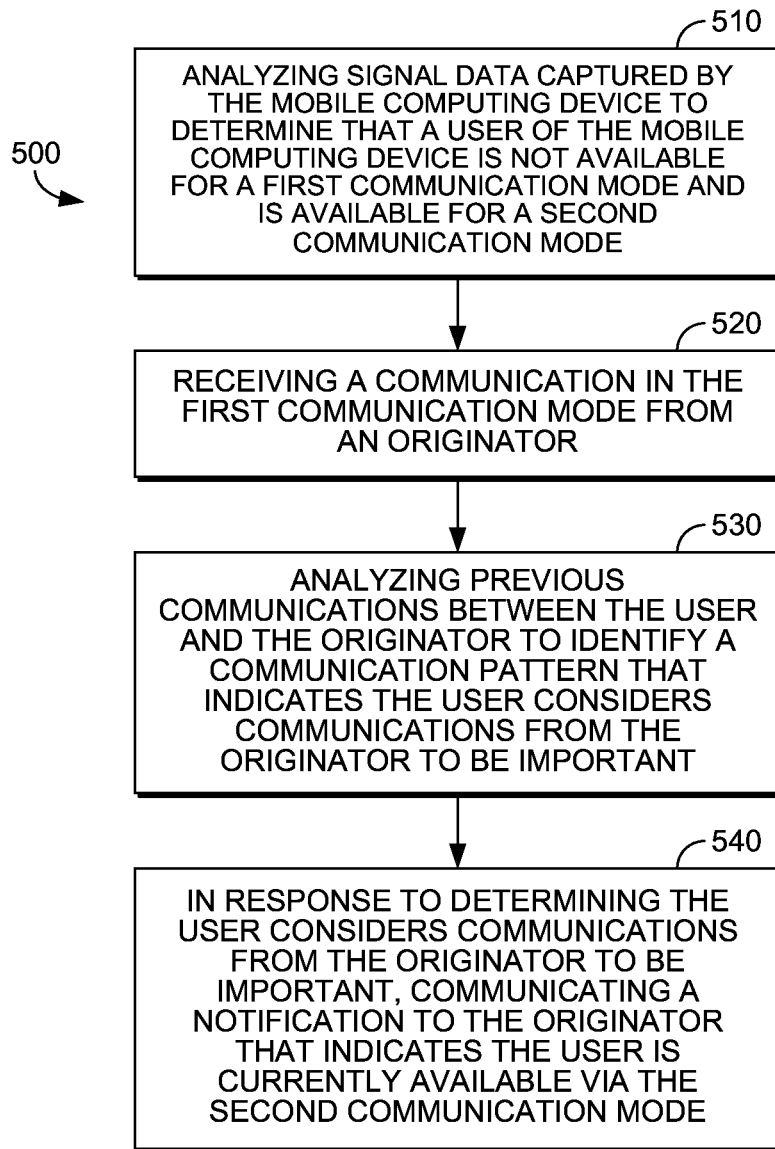 510
ANALYZING SIGNAL DATA CAPTURED BY
THE MOBILE COMPUTING DEVICE TO
DETERMINE THAT A USER OF THE MOBILE
COMPUTING DEVICE IS NOT AVAILABLE
FOR A FIRST COMMUNICATION MODE AND
IS AVAILABLE FOR A SECOND
COMMUNICATION MODE
500
520
RECEIVING A COMMUNICATION IN THE
FIRST COMMUNICATION MODE FROM
AN ORIGINATOR
530
ANALYZING PREVIOUS
COMMUNICATIONS BETWEEN THE USER
AND THE ORIGINATOR TO IDENTIFY A
COMMUNICATION PATTERN THAT
INDICATES THE USER CONSIDERS
COMMUNICATIONS FROM THE
ORIGINATOR TO BE IMPORTANT
540
IN RESPONSE TO DETERMINING THE
USER CONSIDERS COMMUNICATIONS
FROM THE ORIGINATOR TO BE
IMPORTANT, COMMUNICATING A
NOTIFICATION TO THE ORIGINATOR
THAT INDICATES THE USER IS
CURRENTLY AVAILABLE VIA THE
SECOND COMMUNICATION MODE